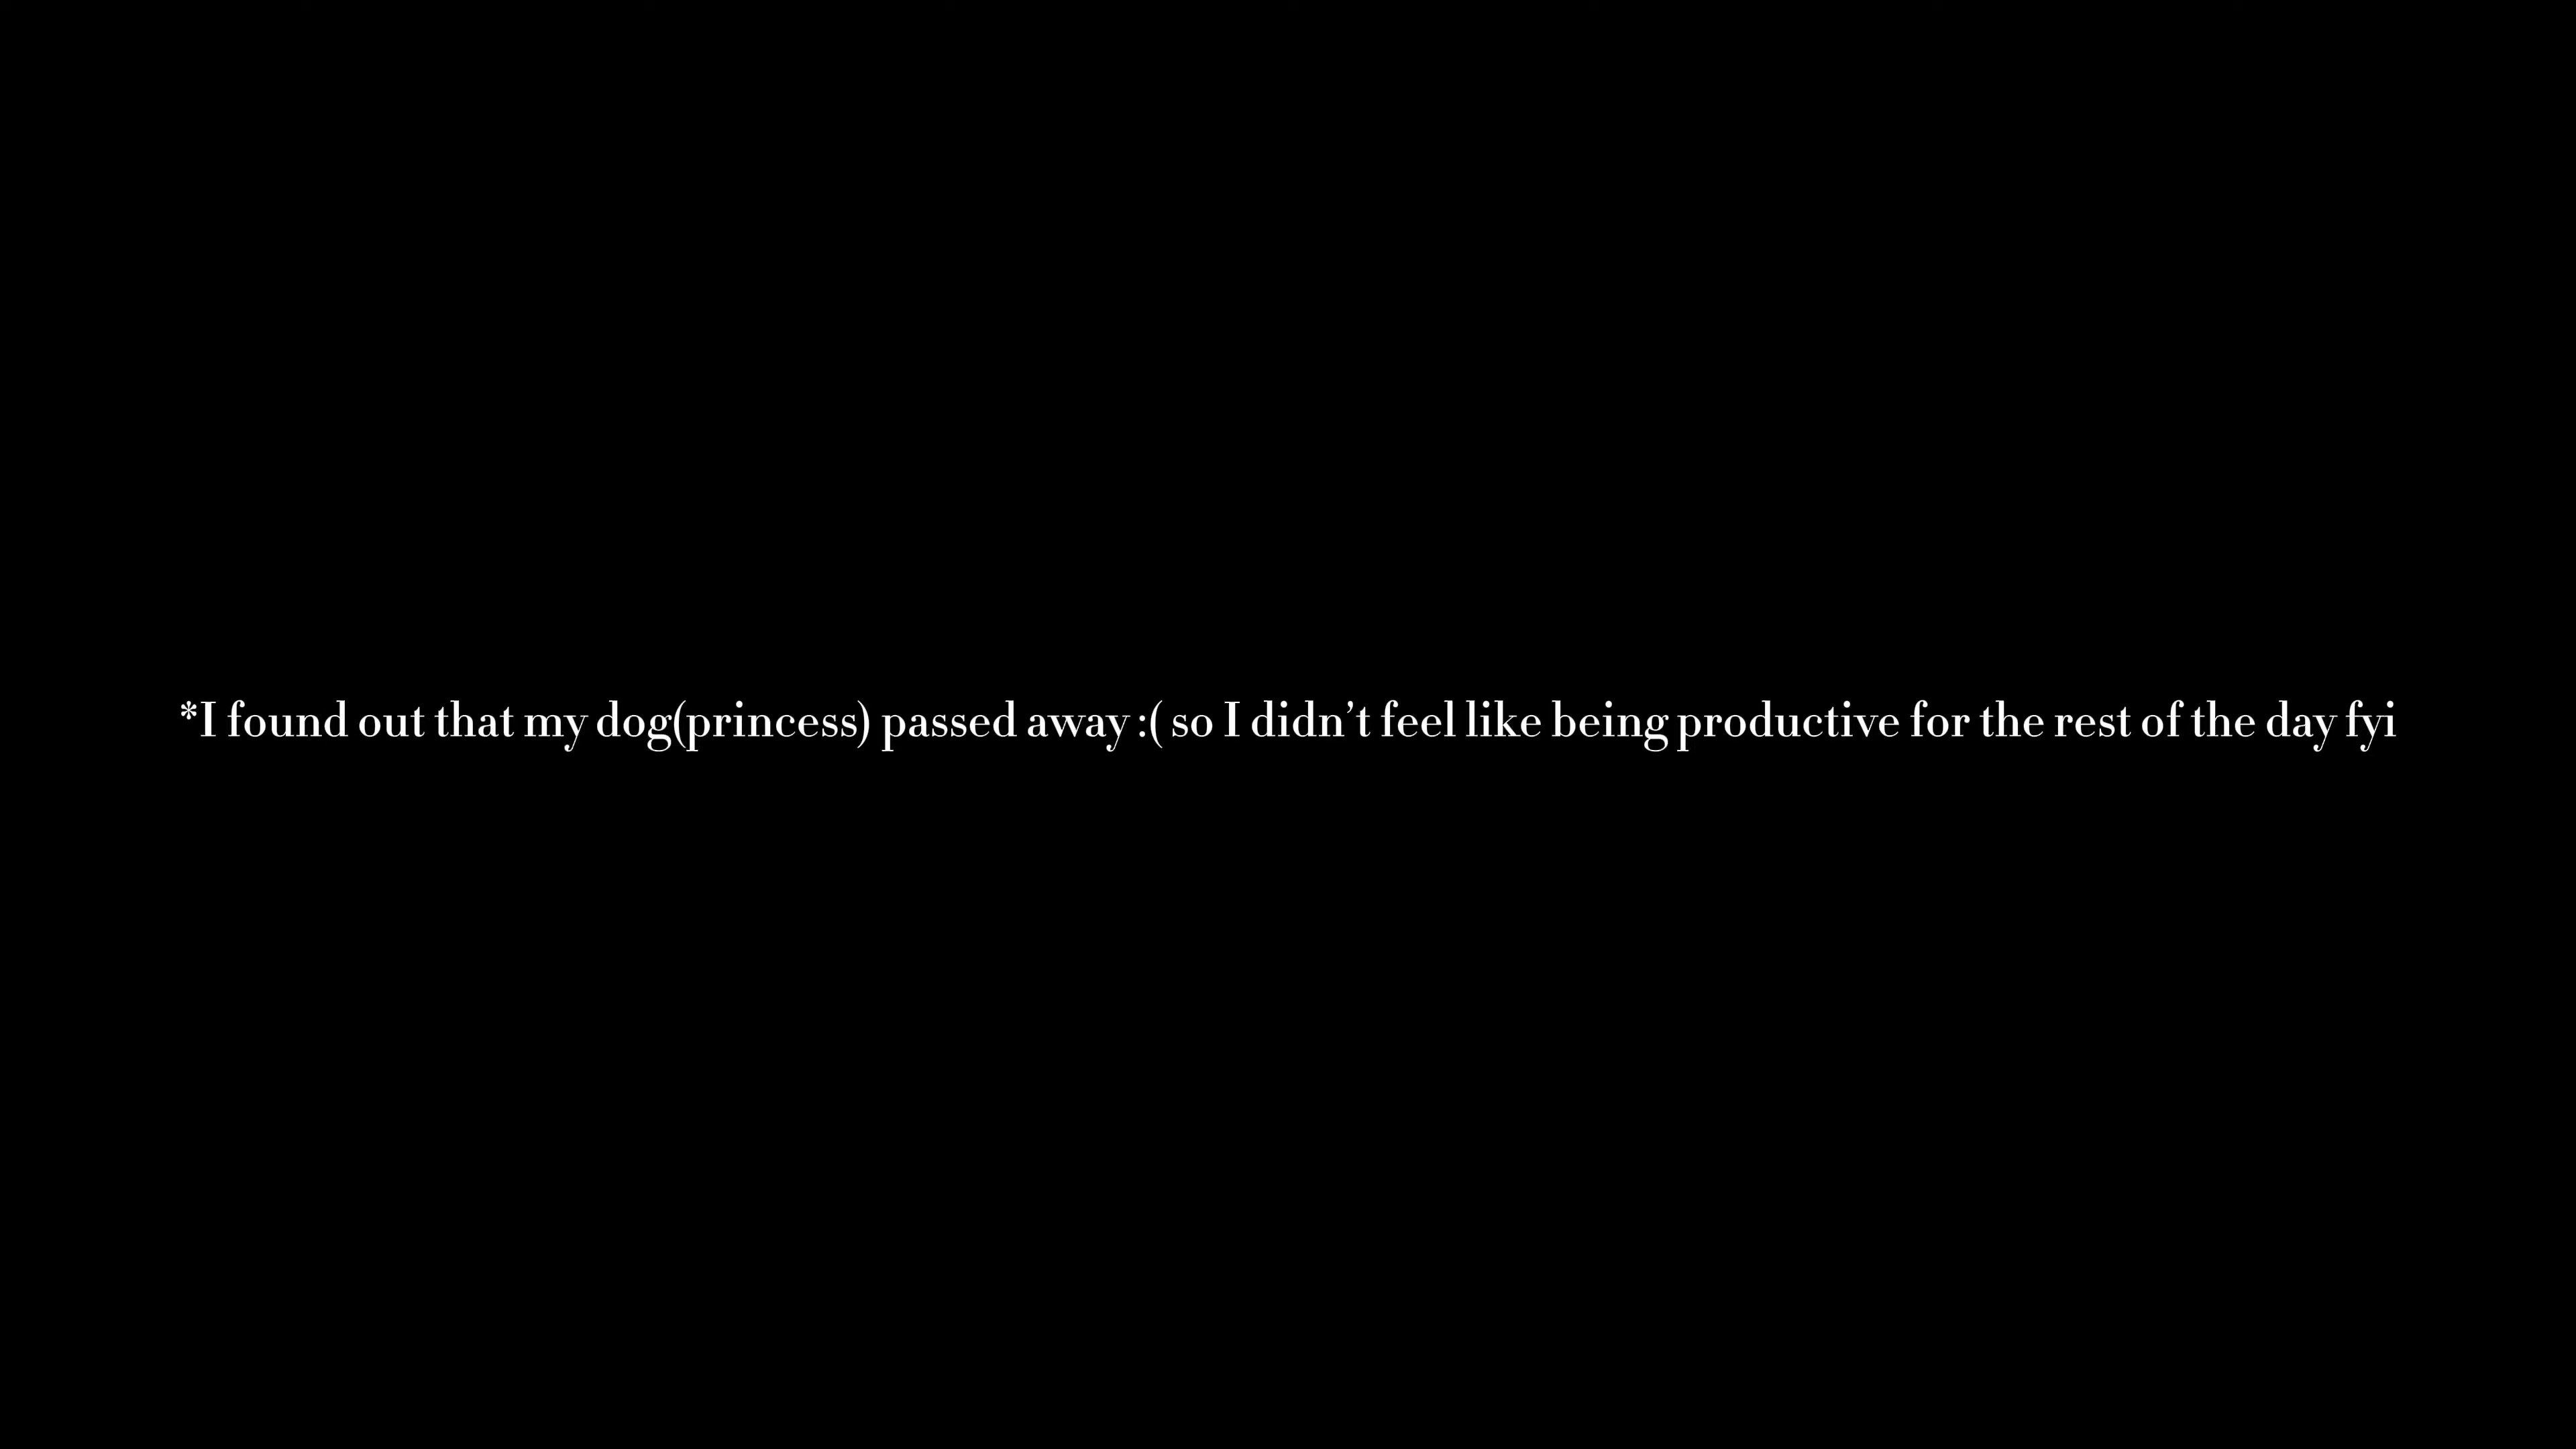 *I found out that my dog(princess) passed away :( so I didn’t feel like being productive for the rest of the day fyi